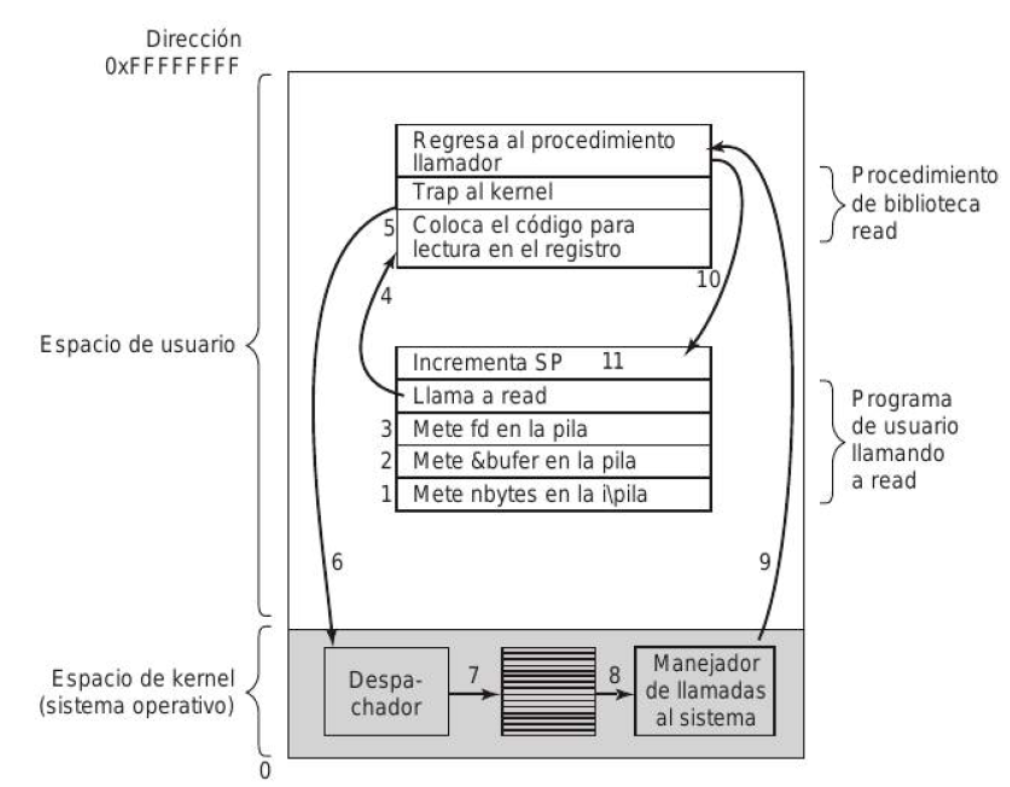 Dirección
0xFFFFFFFF
Regresa al procedimiento
llamador
Trap al kernel
5
Coloca el código para
lectura en el registro
4
10
Procedimiento
de biblioteca
read
Espacio de usuario
Incrementa SP 11
Llama a read
3 Mete fd en la pila
2 Mete &bufer en la pila
1 Mete nbytes en la i\pila
Programa
de usuario
llamando
a read
6
9
Espacio de kernel
(sistema operativo)
Despa-
chador
7
8
Manejador
de llamadas
al sistema
0